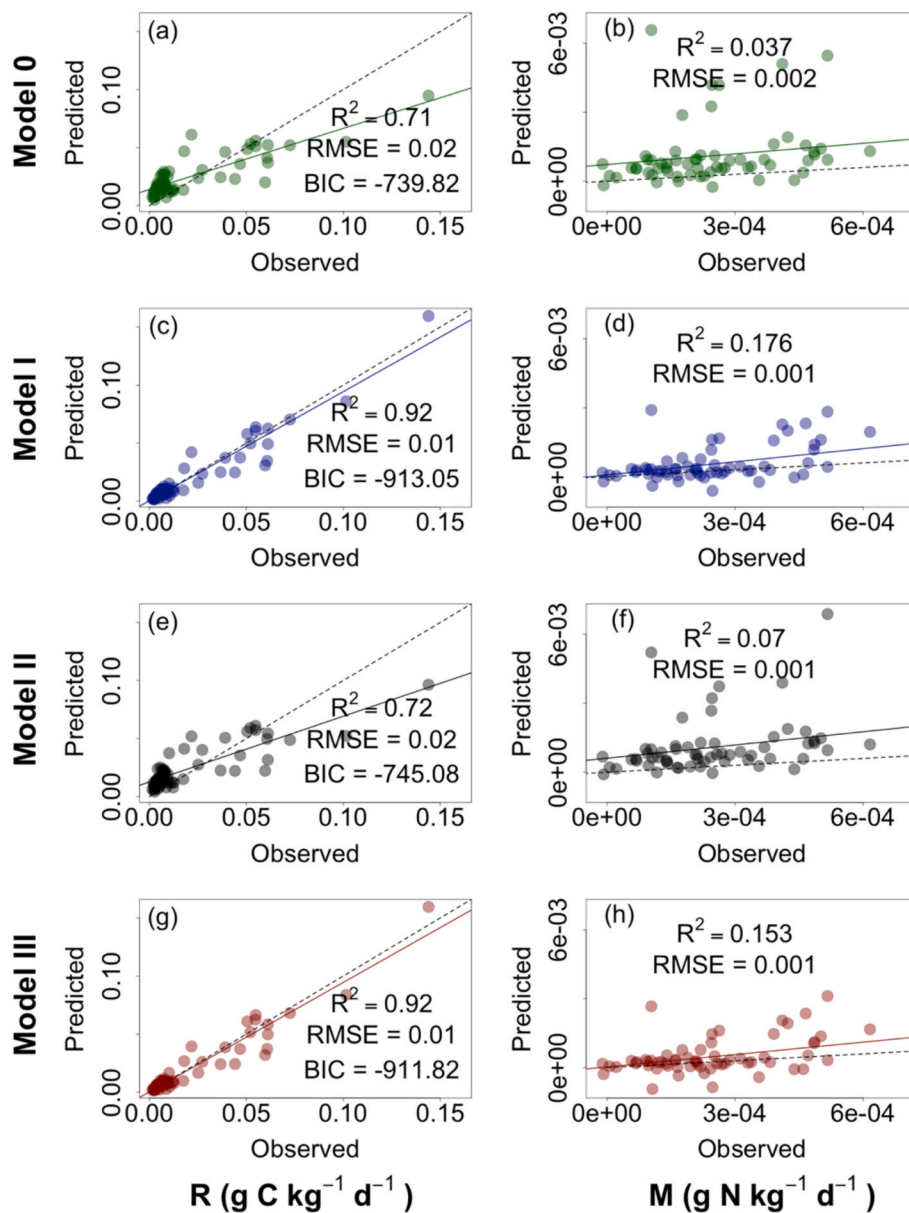 Model 0
Predicted
0.00 0.10
(a)
R² = 0.71
RMSE = 0.02
BIC = -739.82
0.00 0.05 0.10 0.15
Observed
Predicted
0e+00 6e-03
(b)
R² = 0.037
RMSE = 0.002
0e+00 3e-04 6e-04
Observed
Model I
Predicted
0.00 0.10
(c)
R² = 0.92
RMSE = 0.01
BIC = -913.05
0.00 0.05 0.10 0.15
Observed
Predicted
0e+00 6e-03
(d)
R² = 0.176
RMSE = 0.001
0e+00 3e-04 6e-04
Observed
Model II
Predicted
0.00 0.10
(e)
R² = 0.72
RMSE = 0.02
BIC = -745.08
0.00 0.05 0.10 0.15
Observed
Predicted
0e+00 6e-03
(f)
R² = 0.07
RMSE = 0.001
0e+00 3e-04 6e-04
Observed
Model III
Predicted
0.00 0.10
(g)
R² = 0.92
RMSE = 0.01
BIC = -911.82
0.00 0.05 0.10 0.15
Observed
Predicted
0e+00 6e-03
(h)
R² = 0.153
RMSE = 0.001
0e+00 3e-04 6e-04
Observed
R (g C kg⁻¹ d⁻¹ )
M (g N kg⁻¹ d⁻¹ )